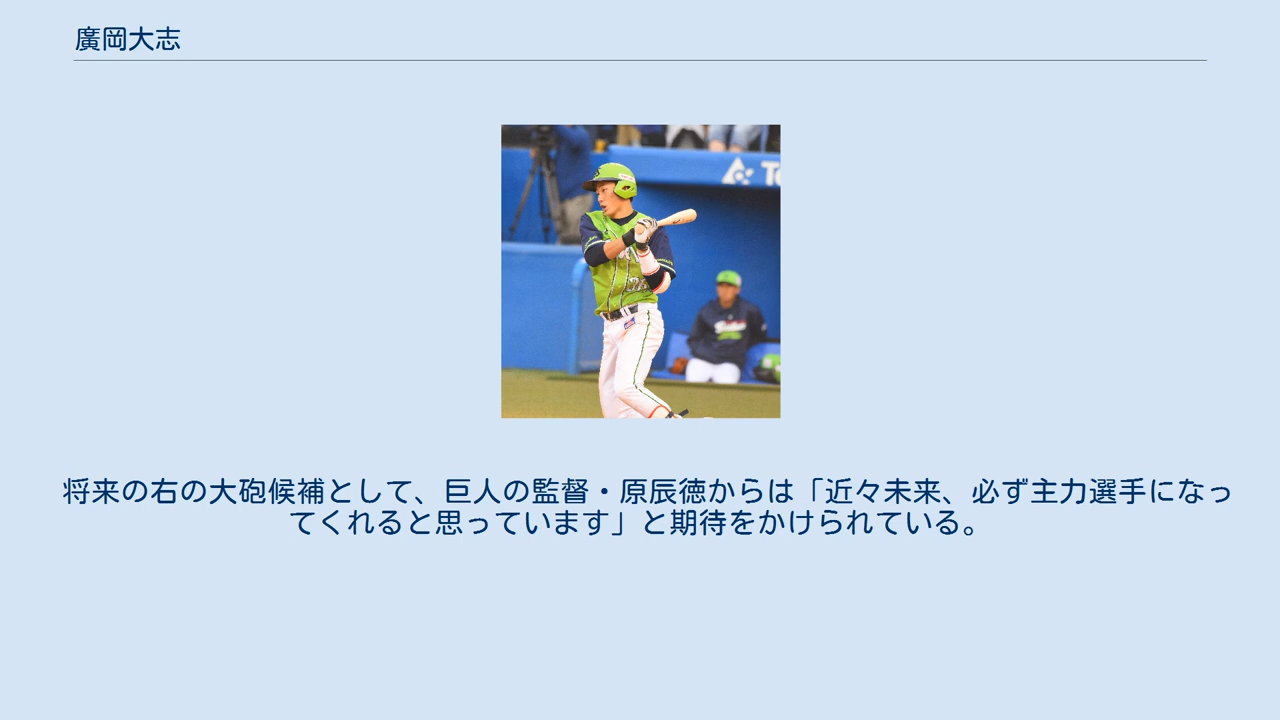 廣岡大志
将来の右の大砲候補として、巨人の監督・原辰徳からは「近々未来、必ず主力選手になっ
てくれると思っています」と期待をかけられている。